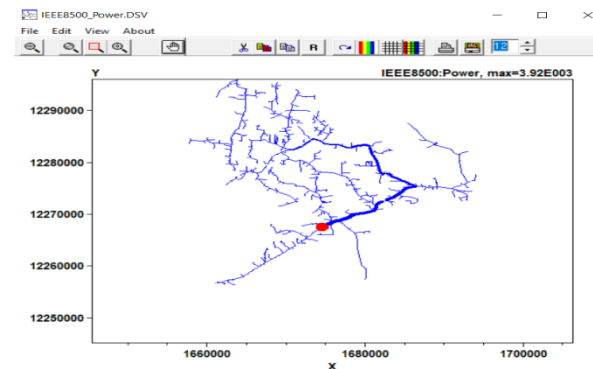 IEEE8500_Power.DSV
File Edit View About
R 12
Y IEEE8500:Power, max=3.92E003
12290000
12280000
12270000
12260000
12250000
1660000 1680000 1700000
X